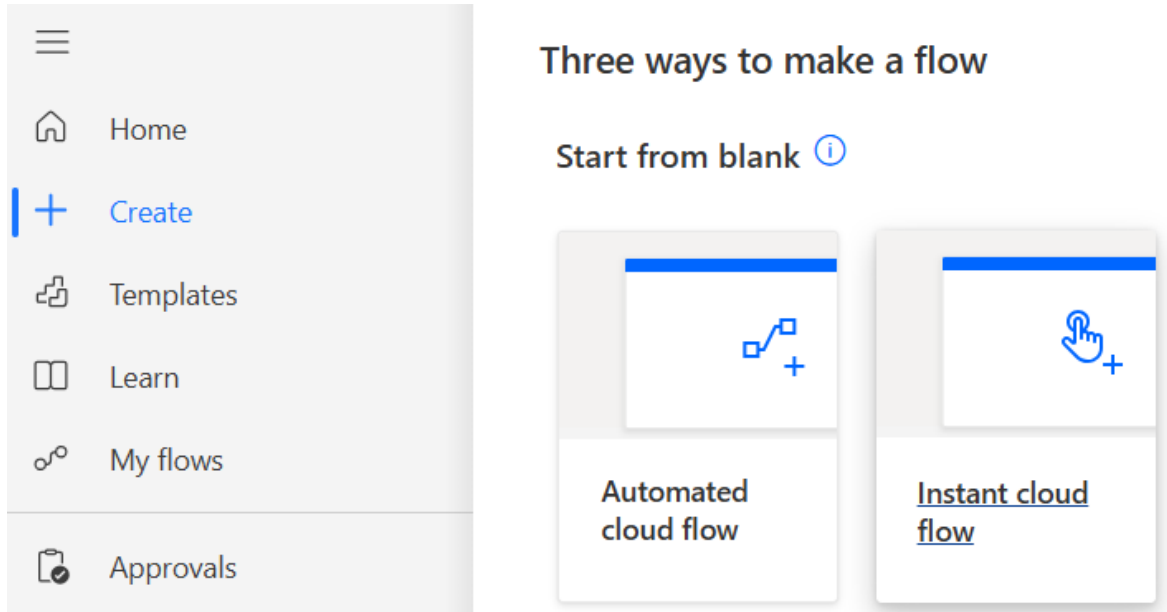 Home
Create
Templates
Learn
My flows
Approvals
Three ways to make a flow
Start from blank
Automated
cloud flow
Instant cloud
flow